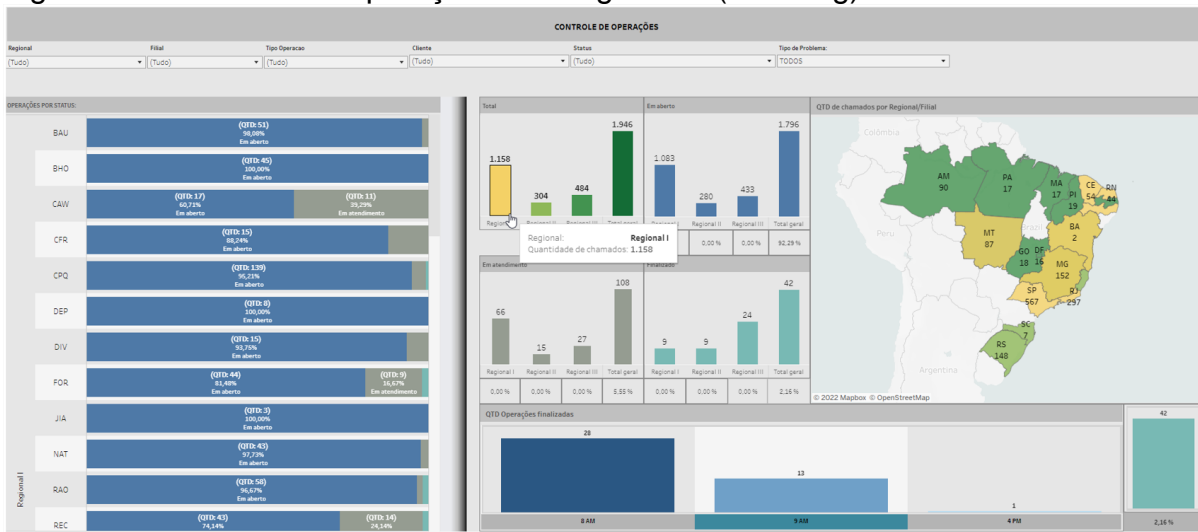 CONTROLE DE OPERAÇÕES
Regional Filial Tipo Operacao Cliente Status Tipo de Problema:
(Tudo) (Tudo) (Tudo) (Tudo) (Tudo) TODOS
OPERAÇÕES POR STATUS:
Regional I
BAU
(QTD: 51)
98,08%
Em aberto
BHO
(QTD: 45)
100,00%
Em aberto
CAW
(QTD: 17)
60,71%
Em aberto
(QTD: 11)
39,29%
Em atendimento
CFR
(QTD: 15)
88,24%
Em aberto
CPQ
(QTD: 139)
95,21%
Em aberto
DEP
(QTD: 8)
100,00%
Em aberto
DIV
(QTD: 15)
93,75%
Em aberto
FOR
(QTD: 44)
81,48%
Em aberto
(QTD: 9)
16,67%
Em atendimento
JIA
(QTD: 3)
100,00%
Em aberto
NAT
(QTD: 43)
97,73%
Em aberto
RAO
(QTD: 58)
96,67%
Em aberto
REC
(QTD: 43)
74,14%
(QTD: 14)
24,14%
Total
1.158
304
484
1.946
Regional II Regional III Total geral
Regional: Regional I
Quantidade de chamados: 1.158
Em aberto
1.083
280
433
1.796
Regional I Regional II Regional III Total geral
0,00 % 0,00 % 92,29 %
Em atendimento
66
15
27
108
Regional I Regional II Regional III Total geral
0,00 % 0,00 % 0,00 % 5,55 %
Finalizado
9
9
24
42
Regional I Regional II Regional III Total geral
0,00 % 0,00 % 0,00 % 2,16 %
QTD de chamados por Regional/Filial
Colômbia
Peru
Brazil
Argentina
AM
90
PA
17
MA
17
PI
19
CE
54
RN
44
BA
2
MT
87
GO
18
DF
16
MG
152
SP
567
RJ
297
SC
7
RS
148
© 2022 Mapbox © OpenStreetMap
QTD Operações finalizadas
28
13
1
8 AM 9 AM 4 PM
42
2,16 %